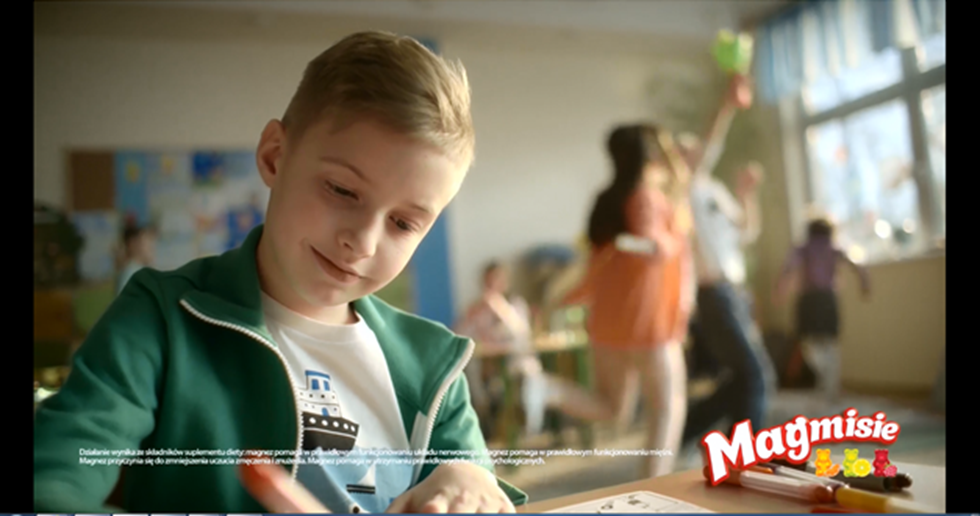 Działanie wynika ze składników suplementu diety: magnez pomaga w prawidłowym funkcjonowaniu układu nerwowego. Magnez pomaga w prawidłowym funkcjonowaniu mięśni.
Magnez przyczynia się do zmniejszenia uczucia zmęczenia i znużenia. Magnez pomaga w utrzymaniu prawidłowych funkcji psychologicznych.
Magmisie